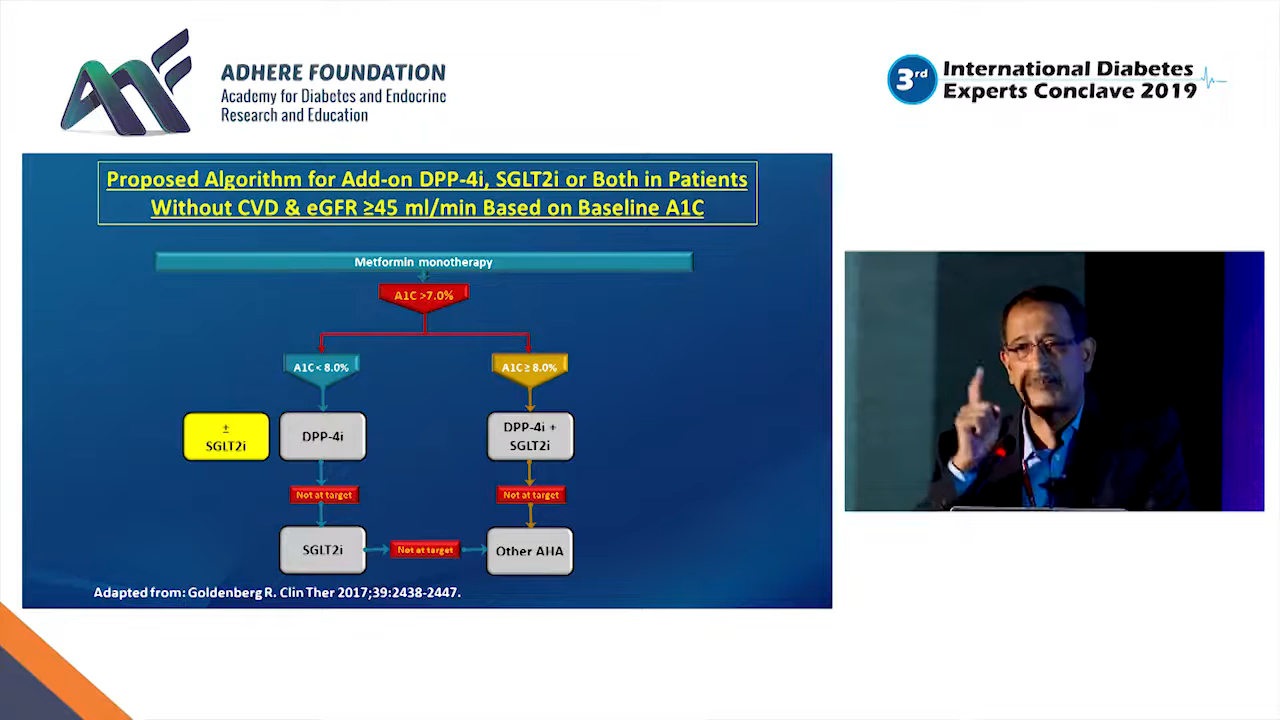 ADHERE FOUNDATION
Academy for Diabetes and Endocrine
Research and Education
3rd
International Diabetes
Experts Conclave 2019
Proposed Algorithm for Add-on DPP-4i, SGLT2i or Both in Patients
Without CVD & eGFR ≥45 ml/min Based on Baseline A1C
Metformin monotherapy
A1C >7.0%
A1C < 8.0%
A1C ≥ 8.0%
±
SGLT2i
DPP-4i
DPP-4i +
SGLT2i
Not at target
Not at target
SGLT2i
Not at target
Other AHA
Adapted from: Goldenberg R. Clin Ther 2017;39:2438-2447.